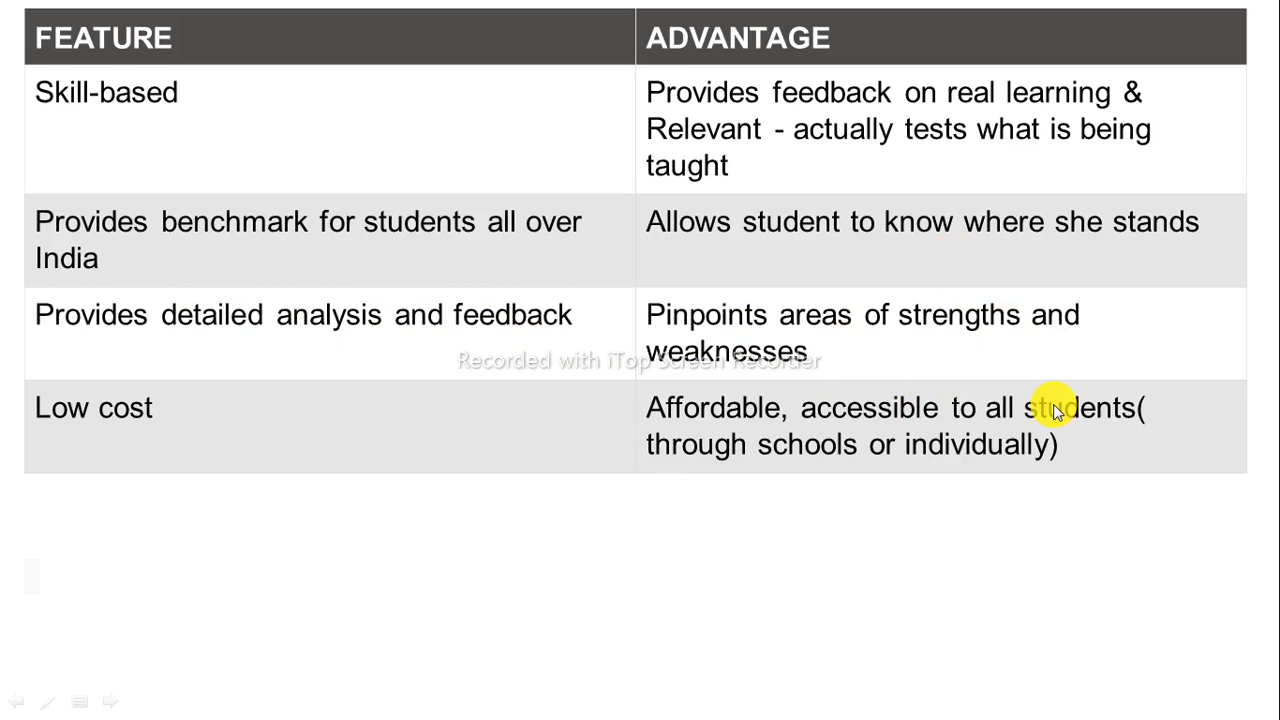 FEATURE
ADVANTAGE
Skill-based
Provides feedback on real learning &
Relevant - actually tests what is being
taught
Provides benchmark for students all over
India
Allows student to know where she stands
Provides detailed analysis and feedback
Pinpoints areas of strengths and
weaknesses
Recorded with iTop Screen Recorder
Low cost
Affordable, accessible to all students(
through schools or individually)